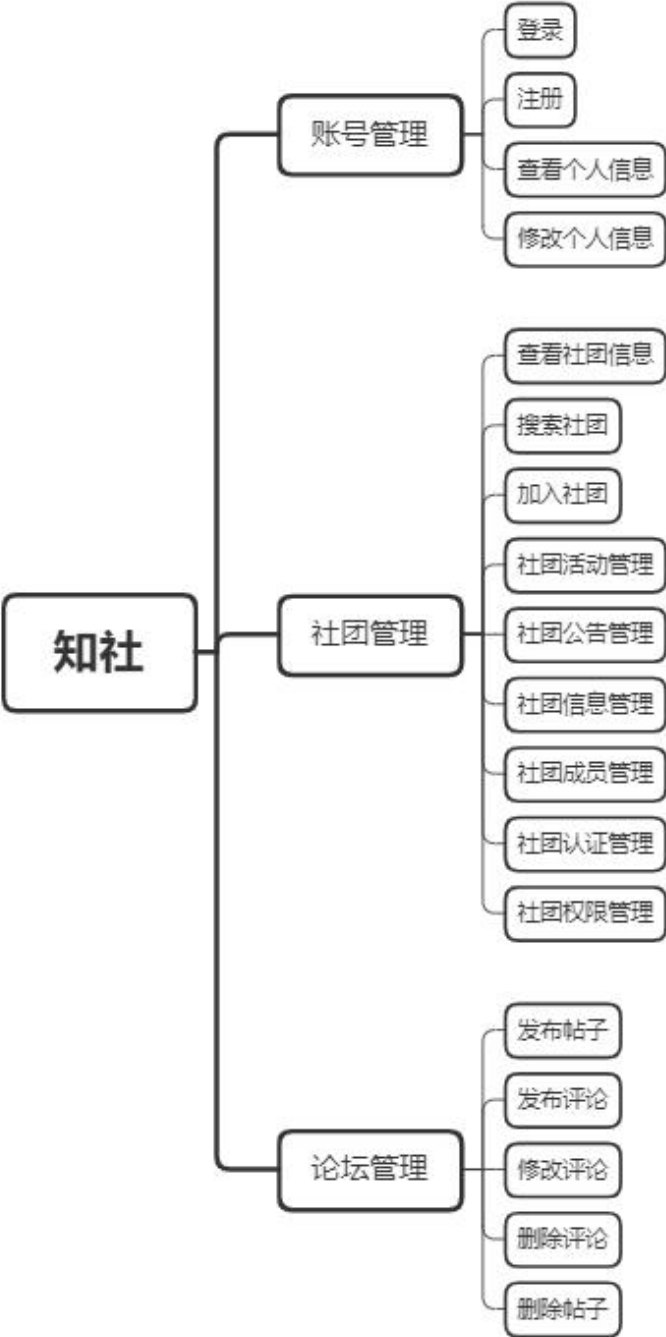 知社
账号管理
登录
注册
查看个人信息
修改个人信息
社团管理
查看社团信息
搜索社团
加入社团
社团活动管理
社团公告管理
社团信息管理
社团成员管理
社团认证管理
社团权限管理
论坛管理
发布帖子
发布评论
修改评论
删除评论
删除帖子